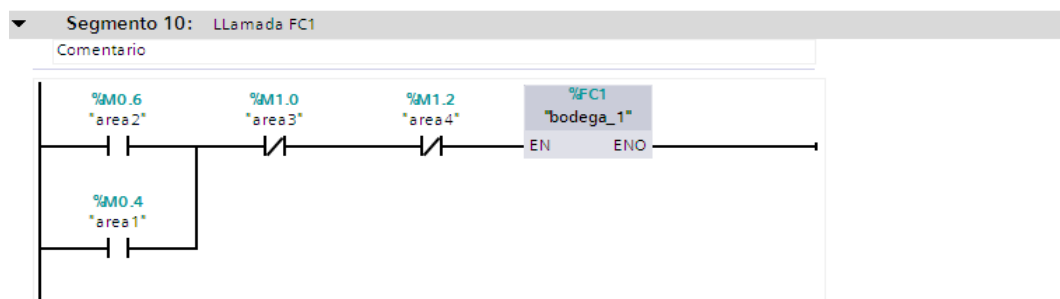 Segmento 10: LLamada FC1
Comentario
%M0.6
"area2"
%M1.0
"area3"
%M1.2
"area4"
%FC1
"bodega_1"
EN ENO
%M0.4
"area1"